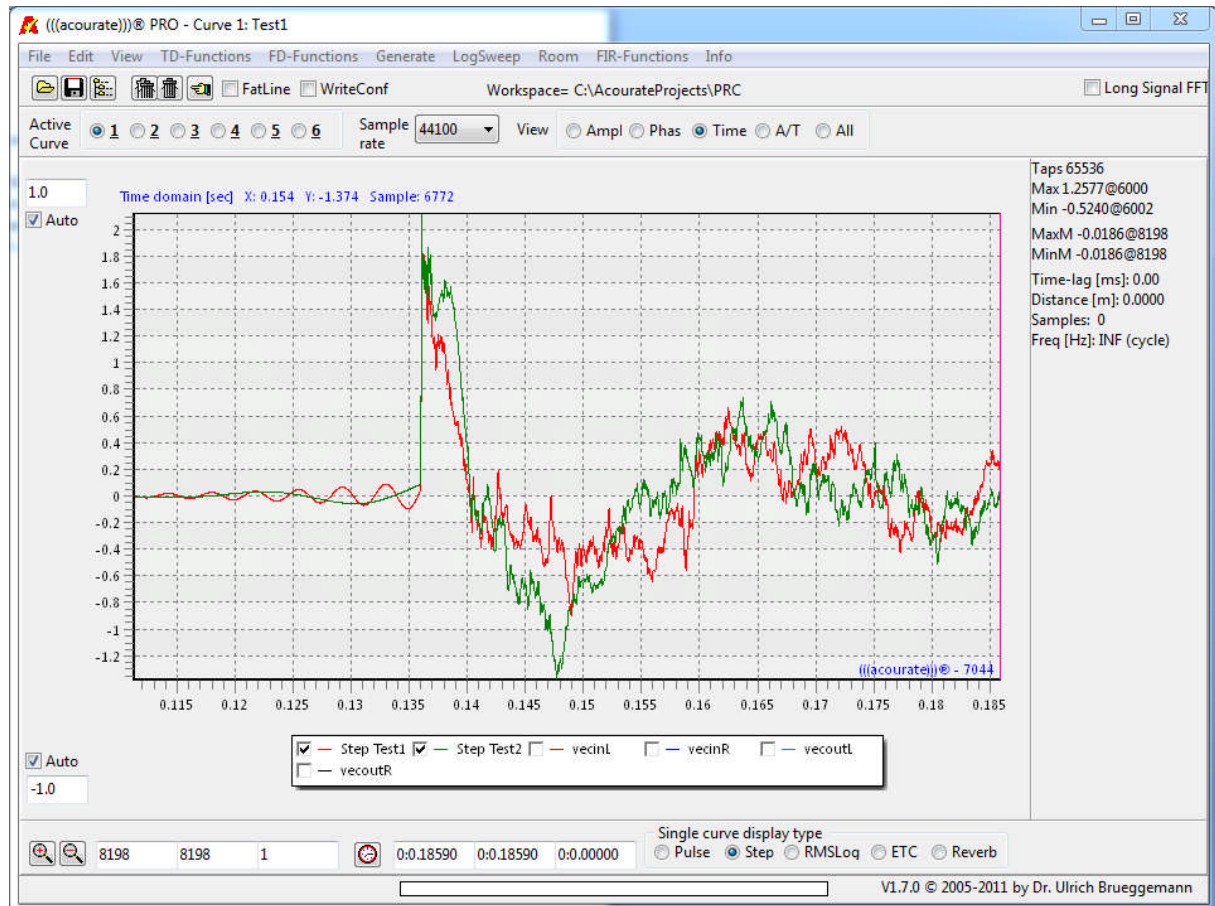 (((acourate)))® PRO - Curve 1: Test1
File Edit View TD-Functions FD-Functions Generate LogSweep Room FIR-Functions Info
FatLine WriteConf Workspace= C:\AcourateProjects\PRC Long Signal FFT
Active Curve 1 2 3 4 5 6 Sample rate 44100 View Ampl Phas Time A/T All
1.0
Auto
Time domain [sec] X: 0.154 Y: -1.374 Sample: 6772
Taps 65536
Max 1.2577@6000
Min -0.5240@6002
MaxM -0.0186@8198
MinM -0.0186@8198
Time-lag [ms]: 0.00
Distance [m]: 0.0000
Samples: 0
Freq [Hz]: INF (cycle)
2
1.8
1.6
1.4
1.2
1
0.8
0.6
0.4
0.2
0
-0.2
-0.4
-0.6
-0.8
-1
-1.2
(((acourate)))® - 7044
0.115 0.12 0.125 0.13 0.135 0.14 0.145 0.15 0.155 0.16 0.165 0.17 0.175 0.18 0.185
Step Test1 Step Test2 vecinL vecinR vecoutL
vecoutR
Auto
-1.0
Single curve display type
8198 8198 1 0:0.18590 0:0.18590 0:0.00000 Pulse Step RMSLog ETC Reverb
V1.7.0 © 2005-2011 by Dr. Ulrich Brueggemann